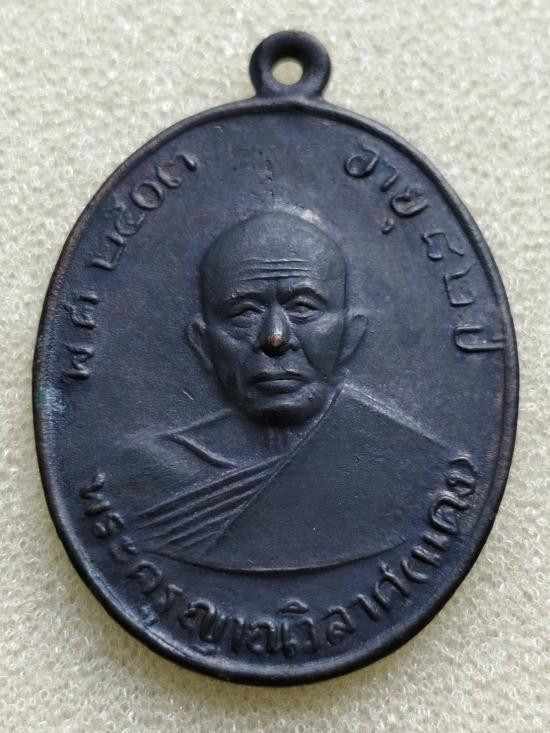 พ ศ ๒๕๐๓
อายุ ๘๒ ปี
พระครูญาณวิลาศ(แดง)